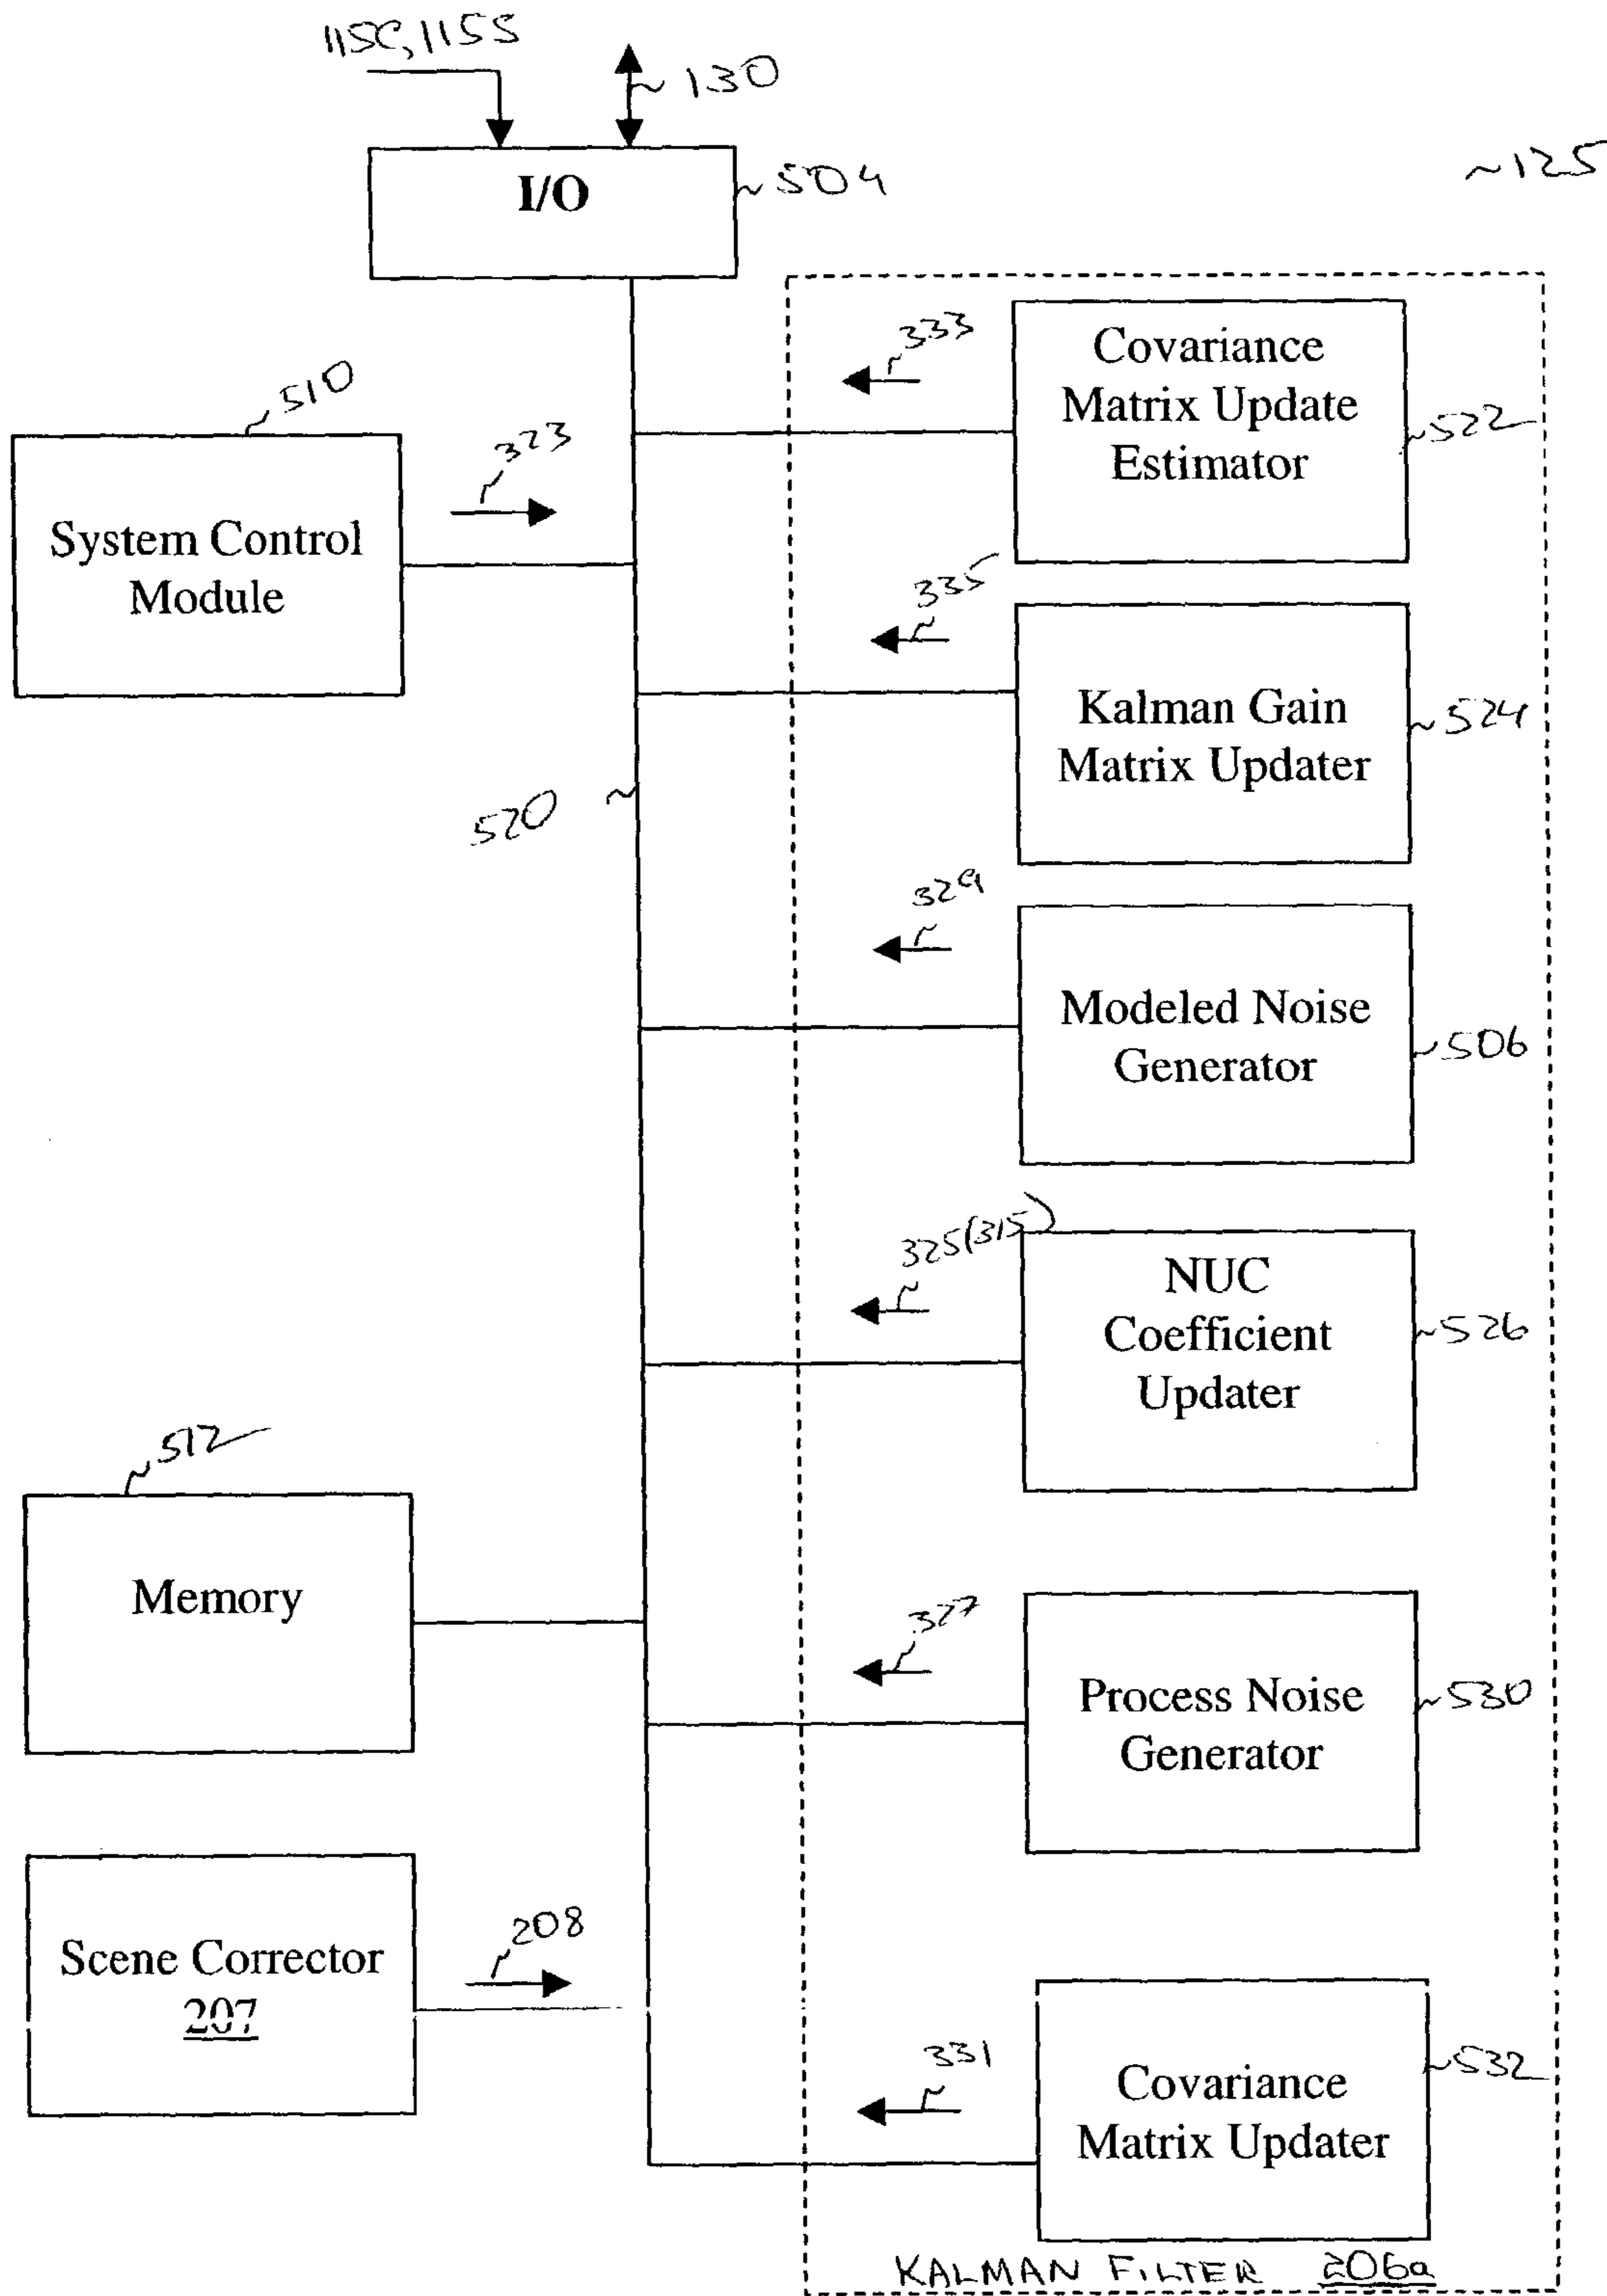 115C, 115S
130
I/O
504
125
333
Covariance
Matrix Update
Estimator
522
510
323
System Control
Module
335
Kalman Gain
Matrix Updater
524
520
329
Modeled Noise
Generator
506
325(315)
NUC
Coefficient
Updater
526
512
Memory
327
Process Noise
Generator
530
Scene Corrector
207
208
331
Covariance
Matrix Updater
532
KALMAN FILTER 206a